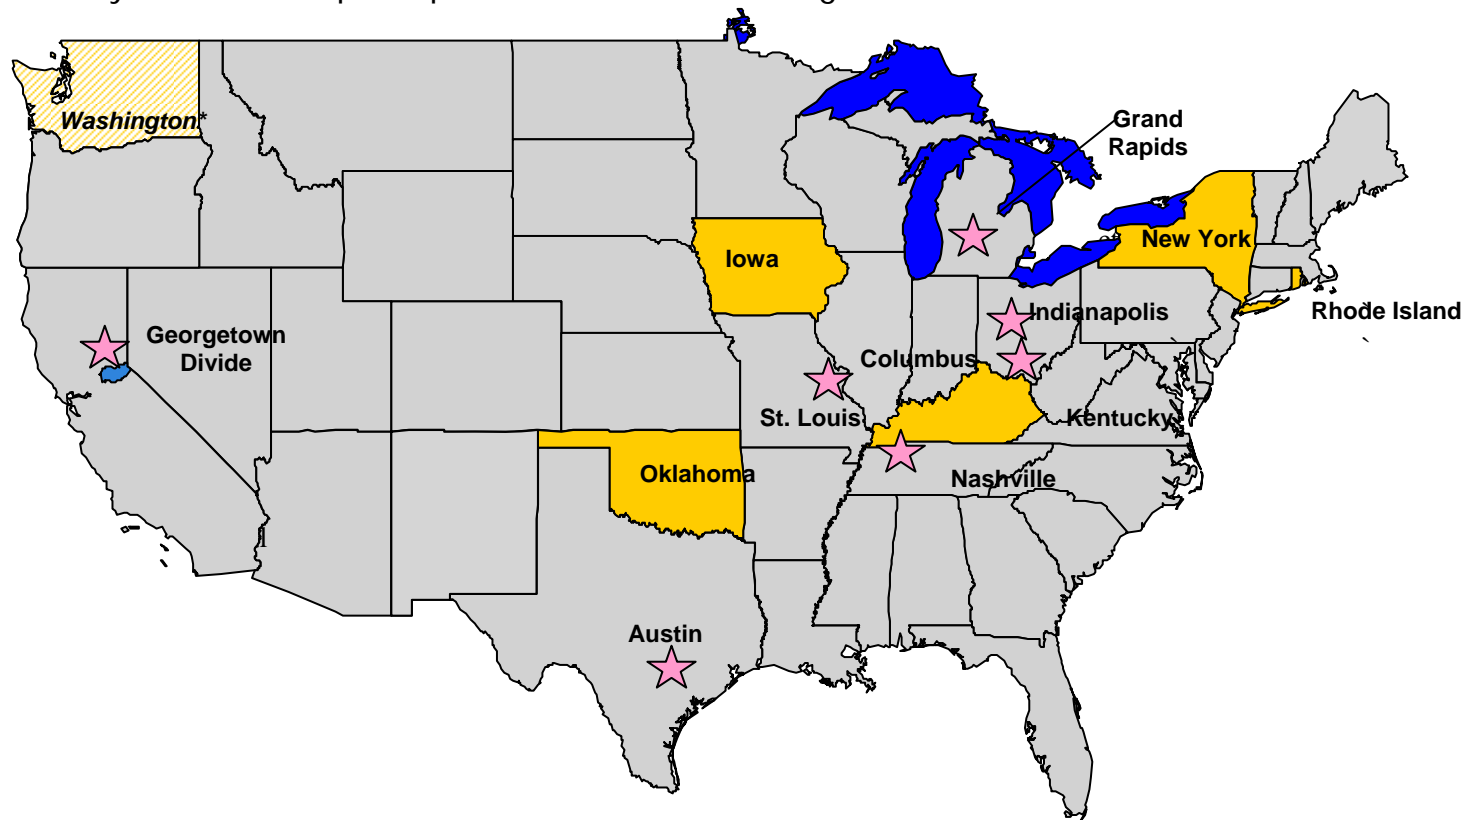 Washington*
Grand
Rapids
New York
Iowa
Rhode Island
Indianapolis
Georgetown
Divide
Columbus
St. Louis
Kentucky
Oklahoma
Nashville
Austin